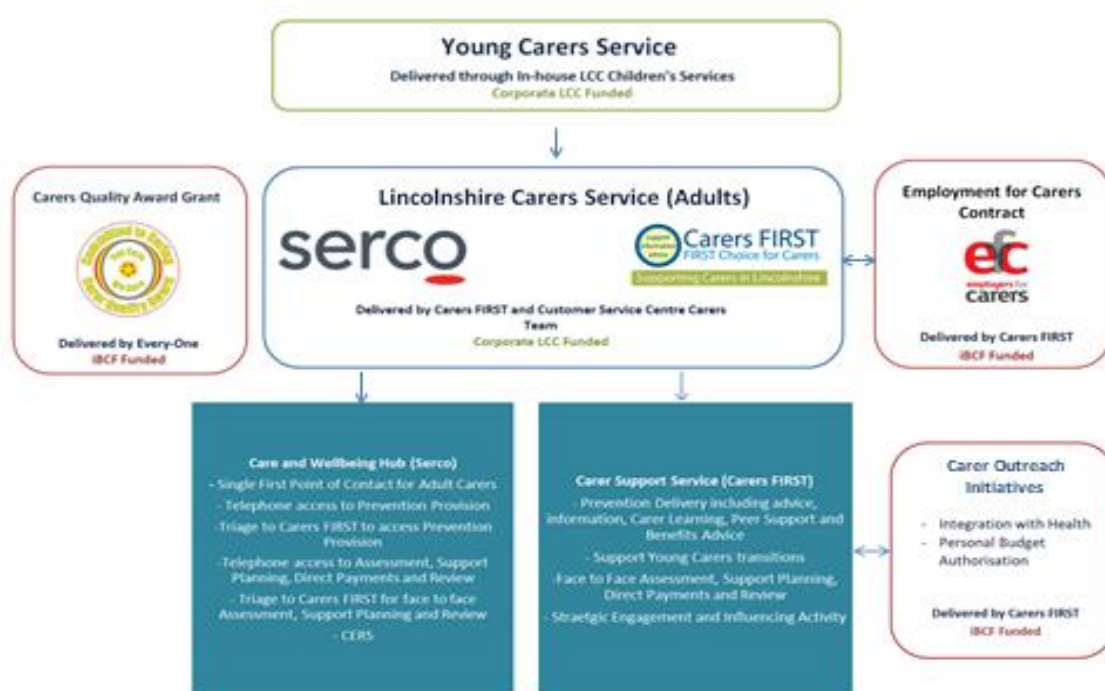 Young Carers Service
Delivered through In-house LCC Children's Services
Corporate LCC Funded
Carers Quality Award Grant
Delivered by Every-One
iBCF Funded
Lincolnshire Carers Service (Adults)
serco
Carers FIRST
FIRST Choice for Carers
Supporting Carers in Lincolnshire
Delivered by Carers FIRST and Customer Service Centre Carers
Team
Corporate LCC Funded
Employment for Carers
Contract
efc
employers for
carers
Delivered by Carers FIRST
iBCF Funded
Care and Wellbeing Hub (Serco)
- Single First Point of Contact for Adult Carers
- Telephone access to Prevention Provision
-Triage to Carers FIRST to access Prevention
Provision
-Telephone access to Assessment, Support
Planning, Direct Payments and Review
- Triage to Carers FIRST for face to face
Assessment, Support Planning and Review
- CERS
Carer Support Service (Carers FIRST)
-Prevention Delivery including advice,
information, Carer Learning, Peer Support and
Benefits Advice
- Support Young Carers transitions
-Face to Face Assessment, Support Planning,
Direct Payments and Review
- Straetgic Engagement and Influencing Activity
Carer Outreach
Initiatives
- Integration with Health
- Personal Budget
Authorisation
Delivered by Carers FIRST
iBCF Funded